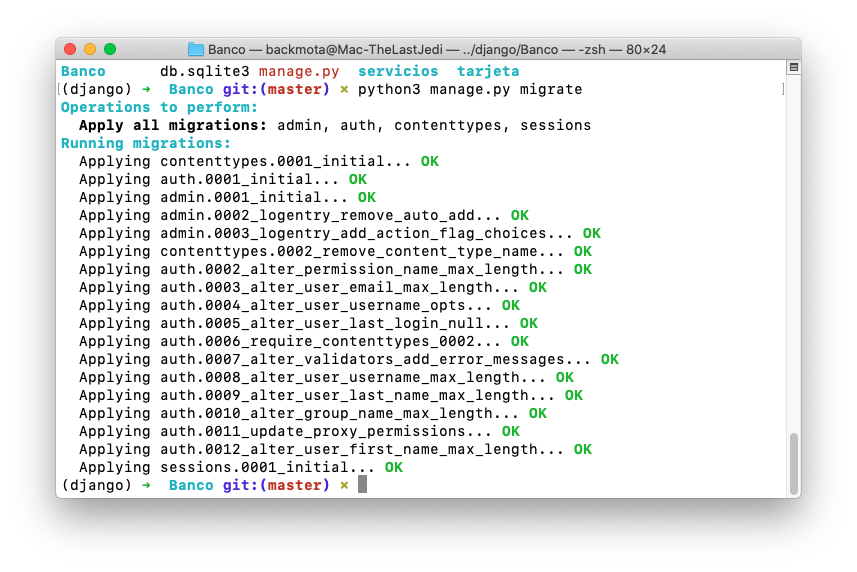 Banco — backmota@Mac-TheLastJedi — ../django/Banco — -zsh — 80×24
Banco      db.sqlite3 manage.py  servicios  tarjeta
[(django) ➜  Banco git:(master) ✗ python3 manage.py migrate                      ]
Operations to perform:
  Apply all migrations: admin, auth, contenttypes, sessions
Running migrations:
  Applying contenttypes.0001_initial... OK
  Applying auth.0001_initial... OK
  Applying admin.0001_initial... OK
  Applying admin.0002_logentry_remove_auto_add... OK
  Applying admin.0003_logentry_add_action_flag_choices... OK
  Applying contenttypes.0002_remove_content_type_name... OK
  Applying auth.0002_alter_permission_name_max_length... OK
  Applying auth.0003_alter_user_email_max_length... OK
  Applying auth.0004_alter_user_username_opts... OK
  Applying auth.0005_alter_user_last_login_null... OK
  Applying auth.0006_require_contenttypes_0002... OK
  Applying auth.0007_alter_validators_add_error_messages... OK
  Applying auth.0008_alter_user_username_max_length... OK
  Applying auth.0009_alter_user_last_name_max_length... OK
  Applying auth.0010_alter_group_name_max_length... OK
  Applying auth.0011_update_proxy_permissions... OK
  Applying auth.0012_alter_user_first_name_max_length... OK
  Applying sessions.0001_initial... OK
(django) ➜  Banco git:(master) ✗